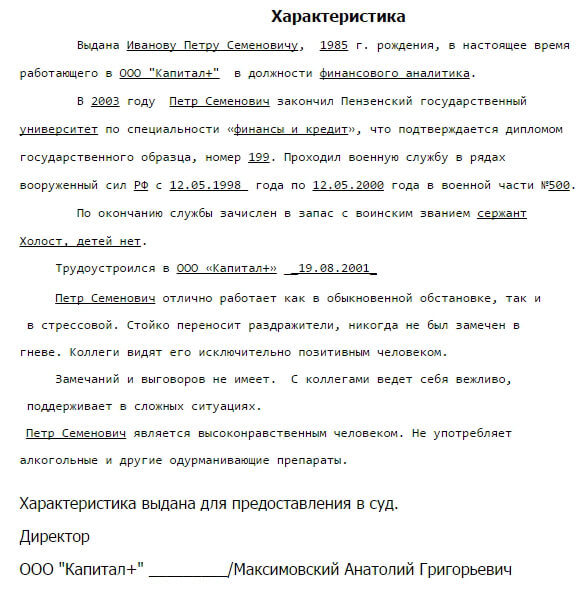 Характеристика
Выдана Иванову Петру Семеновичу, 1985 г. рождения, в настоящее время
работающего в ООО "Капитал+" в должности финансового аналитика.
В 2003 году Петр Семенович закончил Пензенский государственный
университет по специальности «финансы и кредит», что подтверждается дипломом
государственного образца, номер 199. Проходил военную службу в рядах
вооруженный сил РФ с 12.05.1998 года по 12.05.2000 года в военной части №500.
По окончанию службы зачислен в запас с воинским званием сержант
Холост, детей нет.
Трудоустроился в ООО «Капитал+» _19.08.2001_
Петр Семенович отлично работает как в обыкновенной обстановке, так и
в стрессовой. Стойко переносит раздражители, никогда не был замечен в
гневе. Коллеги видят его исключительно позитивным человеком.
Замечаний и выговоров не имеет. С коллегами ведет себя вежливо,
поддерживает в сложных ситуациях.
Петр Семенович является высоконравственным человеком. Не употребляет
алкогольные и другие одурманивающие препараты.
Характеристика выдана для предоставления в суд.
Директор
ООО "Капитал+" _________/Максимовский Анатолий Григорьевич